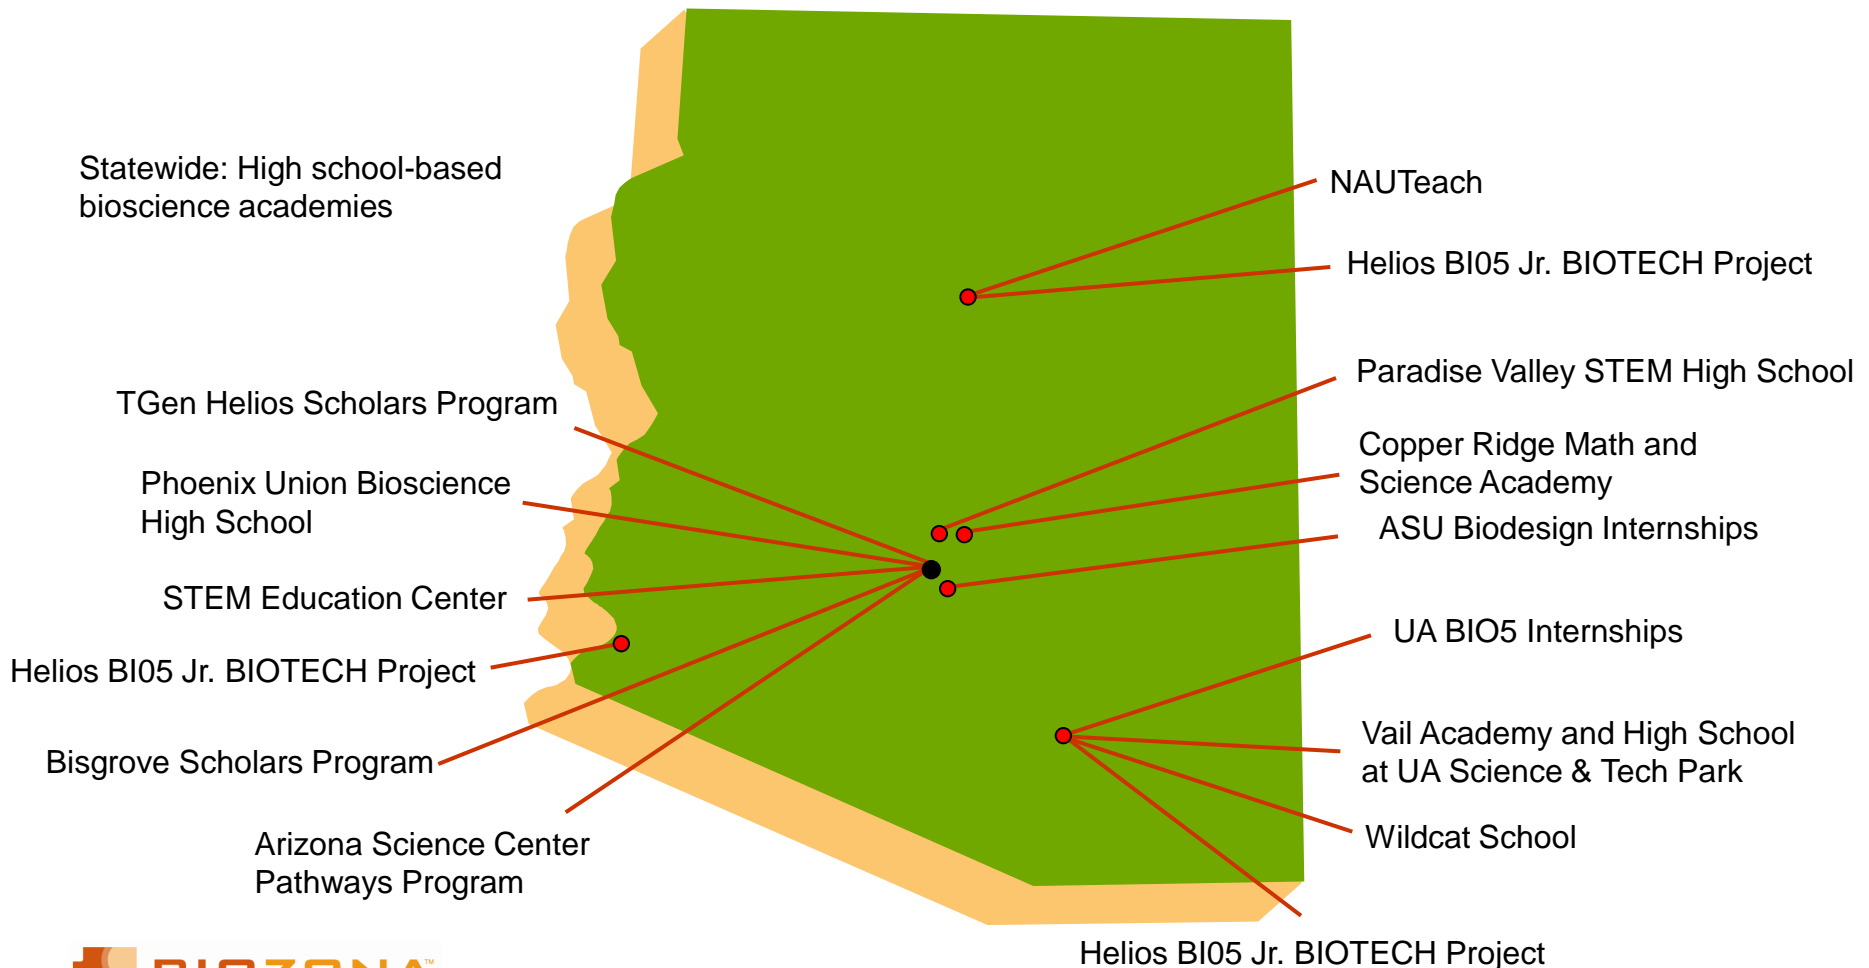 Statewide: High school-based
bioscience academies
NAUTeach
Helios BI05 Jr. BIOTECH Project
TGen Helios Scholars Program
Paradise Valley STEM High School
Phoenix Union Bioscience
High School
Copper Ridge Math and
Science Academy
ASU Biodesign Internships
STEM Education Center
Helios BI05 Jr. BIOTECH Project
UA BIO5 Internships
Bisgrove Scholars Program
Vail Academy and High School
at UA Science & Tech Park
Arizona Science Center
Pathways Program
Wildcat School
Helios BI05 Jr. BIOTECH Project
BIOZONA™